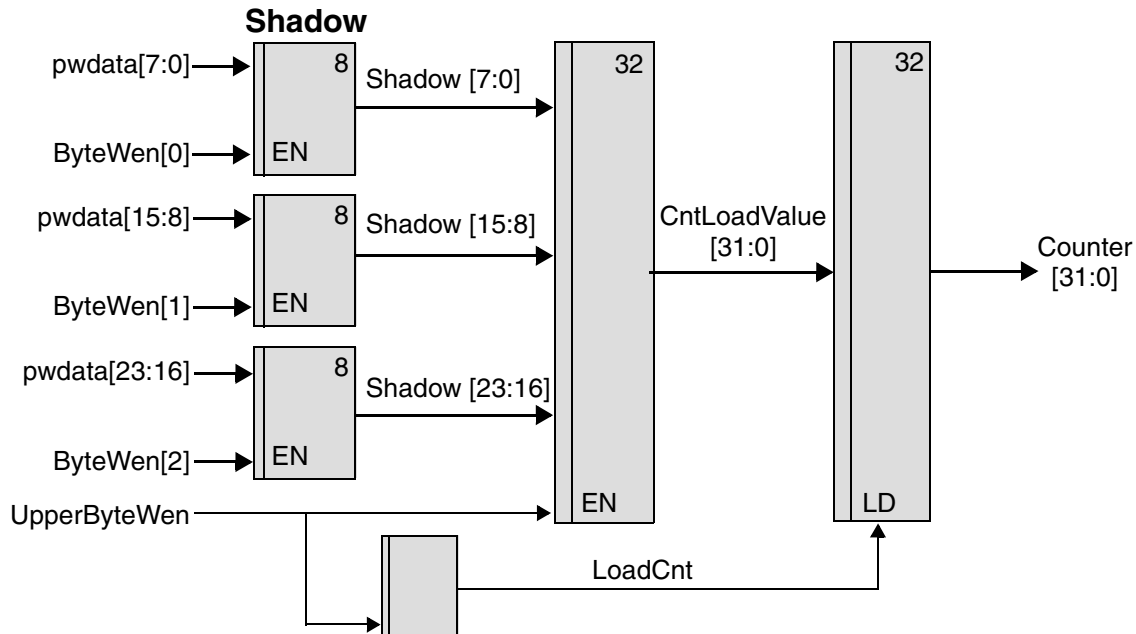 Shadow
pwdata[7:0]
8
Shadow [7:0]
32
32
ByteWen[0]
EN
pwdata[15:8]
8
Shadow [15:8]
CntLoadValue
[31:0]
Counter
[31:0]
ByteWen[1]
EN
pwdata[23:16]
8
Shadow [23:16]
ByteWen[2]
EN
UpperByteWen
EN
LD
LoadCnt